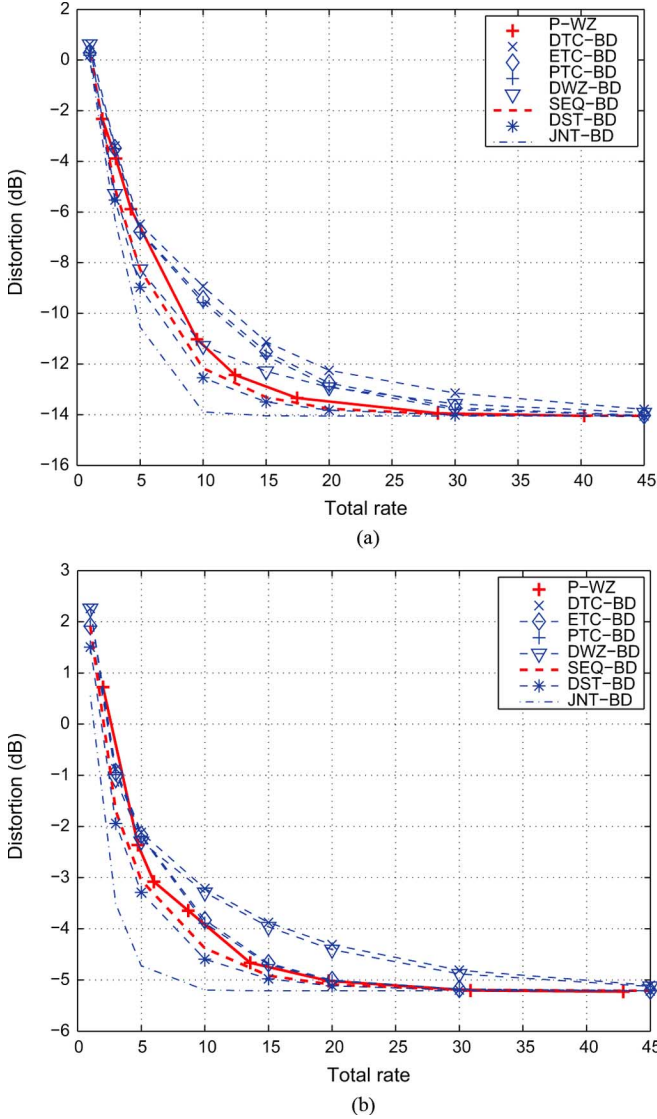 2
0
−2
−4
−6
−8
−10
−12
−14
−16
Distortion (dB)
P−WZ
DTC−BD
ETC−BD
PTC−BD
DWZ−BD
SEQ−BD
DST−BD
JNT−BD
0 5 10 15 20 25 30 35 40 45
Total rate
(a)
3
2
1
0
−1
−2
−3
−4
−5
−6
Distortion (dB)
P−WZ
DTC−BD
ETC−BD
PTC−BD
DWZ−BD
SEQ−BD
DST−BD
JNT−BD
0 5 10 15 20 25 30 35 40 45
Total rate
(b)